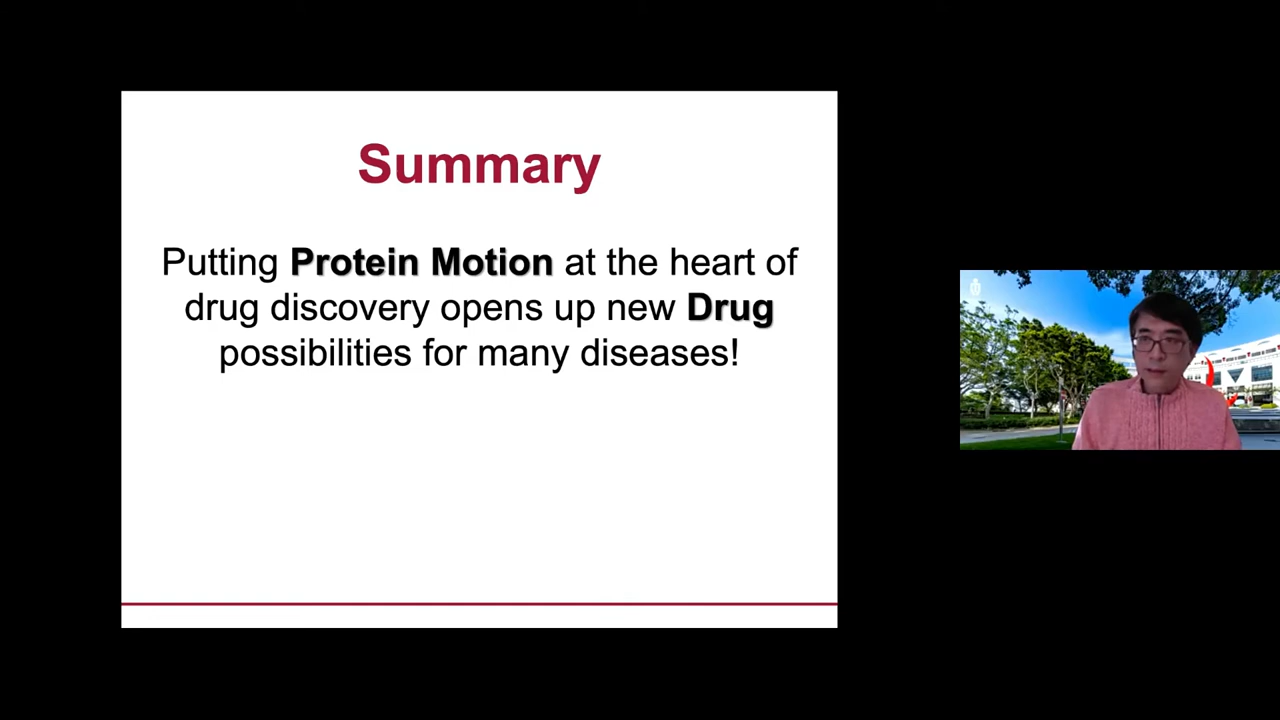 Summary
Putting Protein Motion at the heart of
drug discovery opens up new Drug
possibilities for many diseases!